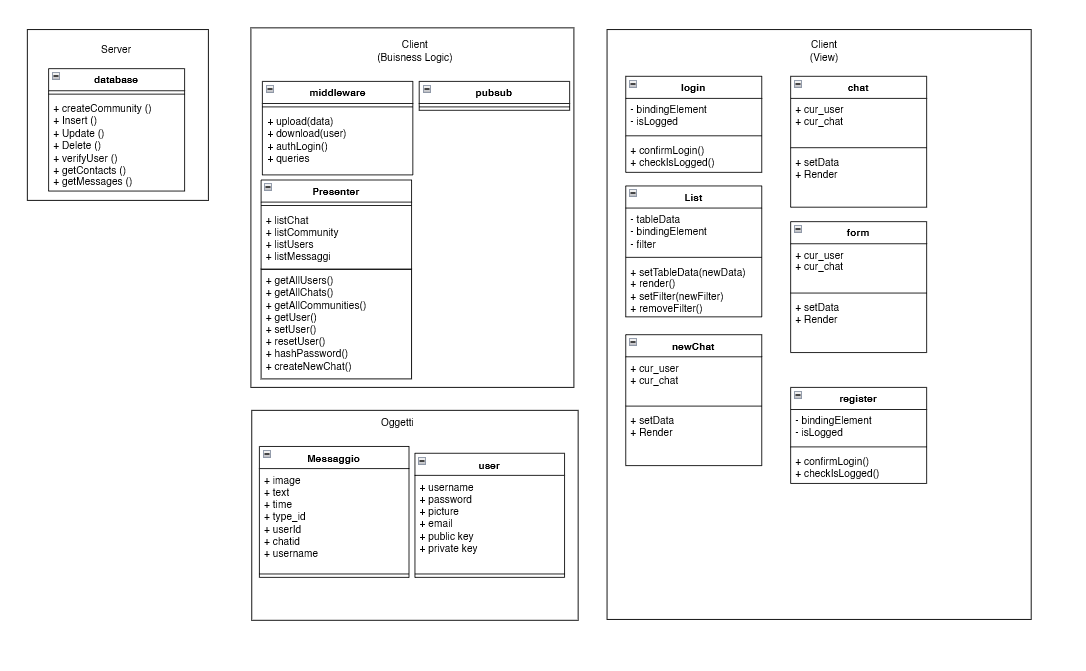 Server
database
+ createCommunity ()
+ Insert ()
+ Update ()
+ Delete ()
+ verifyUser ()
+ getContacts ()
+ getMessages ()
Client
(Buisness Logic)
middleware
+ upload(data)
+ download(user)
+ authLogin()
+ queries
pubsub
Presenter
+ listChat
+ listCommunity
+ listUsers
+ listMessaggi
+ getAllUsers()
+ getAllChats()
+ getAllCommunities()
+ getUser()
+ setUser()
+ resetUser()
+ hashPassword()
+ createNewChat()
Oggetti
Messaggio
+ image
+ text
+ time
+ type_id
+ userId
+ chatid
+ username
user
+ username
+ password
+ picture
+ email
+ public key
+ private key
Client
(View)
login
- bindingElement
- isLogged
+ confirmLogin()
+ checkIsLogged()
List
- tableData
- bindingElement
- filter
+ setTableData(newData)
+ render()
+ setFilter(newFilter)
+ removeFilter()
newChat
+ cur_user
+ cur_chat
+ setData
+ Render
chat
+ cur_user
+ cur_chat
+ setData
+ Render
form
+ cur_user
+ cur_chat
+ setData
+ Render
register
- bindingElement
- isLogged
+ confirmLogin()
+ checkIsLogged()